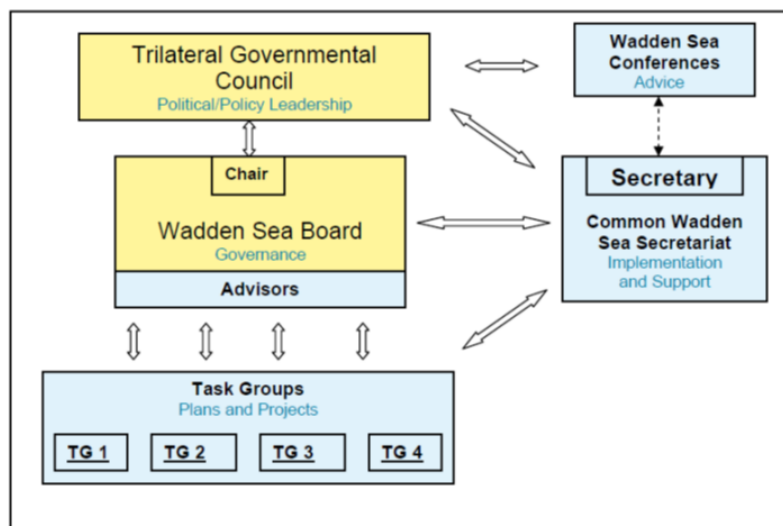 Trilateral Governmental
Council
Political/Policy Leadership
Wadden Sea
Conferences
Advice
Chair
Wadden Sea Board
Governance
Advisors
Secretary
Common Wadden
Sea Secretariat
Implementation
and Support
Task Groups
Plans and Projects
TG 1
TG 2
TG 3
TG 4